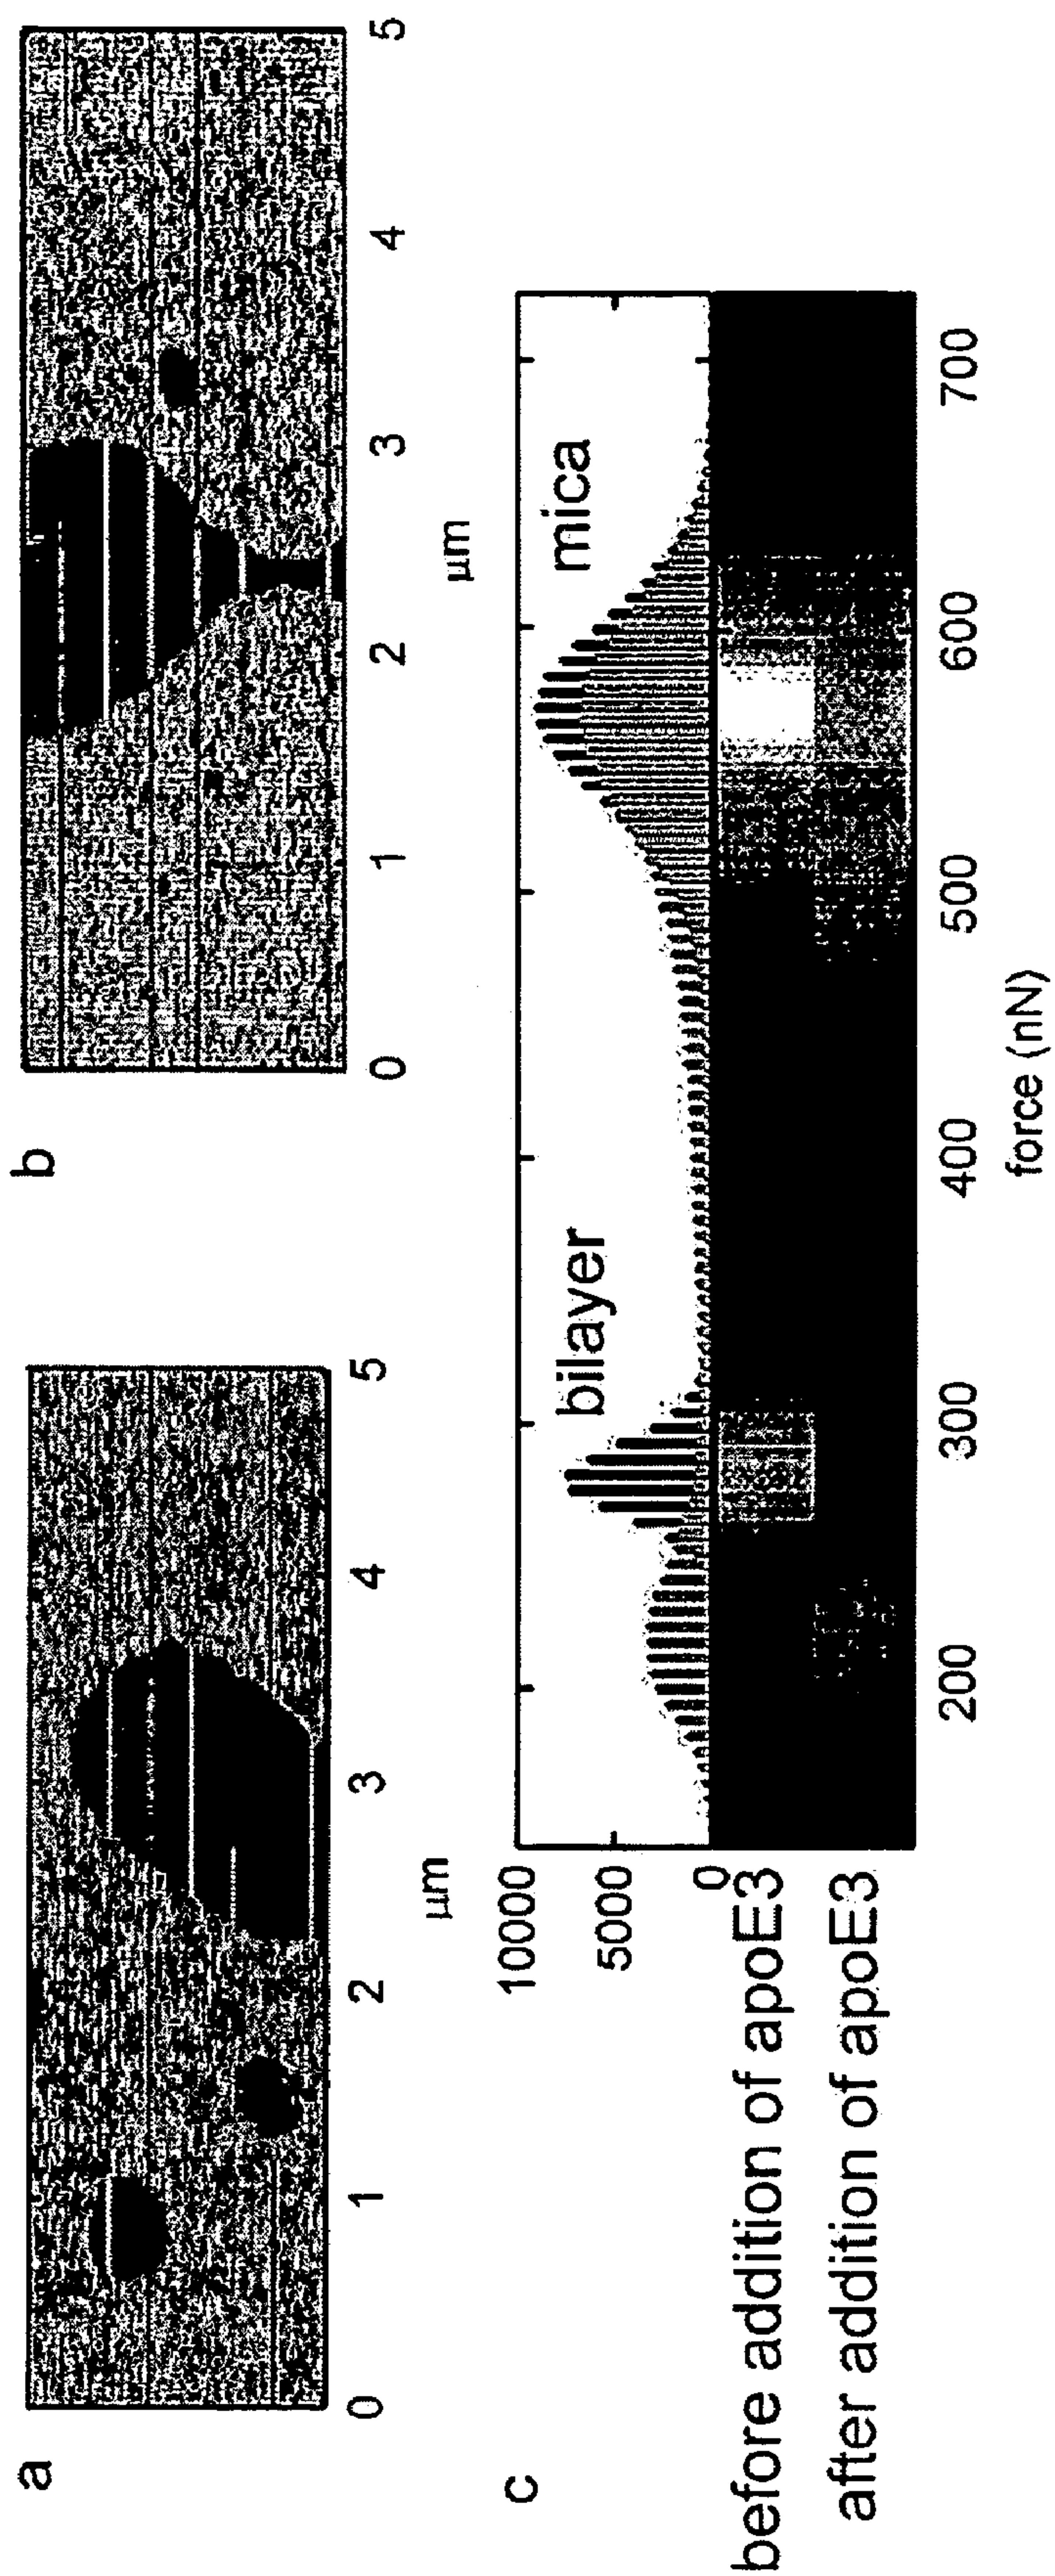 a
0 1 2 3 4 5
µm
b
0 1 2 3 4 5
µm
c
10000
5000
0
bilayer
mica
before addition of apoE3
after addition of apoE3
200 300 400 500 600 700
force (nN)